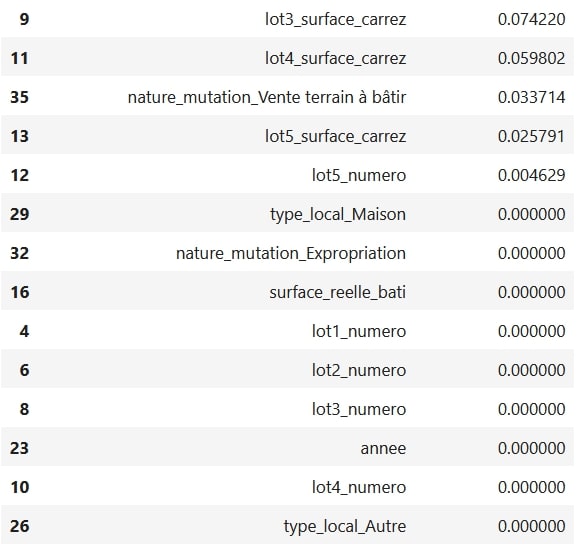 9 lot3_surface_carrez 0.074220
11 lot4_surface_carrez 0.059802
35 nature_mutation_Vente terrain à bâtir 0.033714
13 lot5_surface_carrez 0.025791
12 lot5_numero 0.004629
29 type_local_Maison 0.000000
32 nature_mutation_Expropriation 0.000000
16 surface_reelle_bati 0.000000
4 lot1_numero 0.000000
6 lot2_numero 0.000000
8 lot3_numero 0.000000
23 annee 0.000000
10 lot4_numero 0.000000
26 type_local_Autre 0.000000